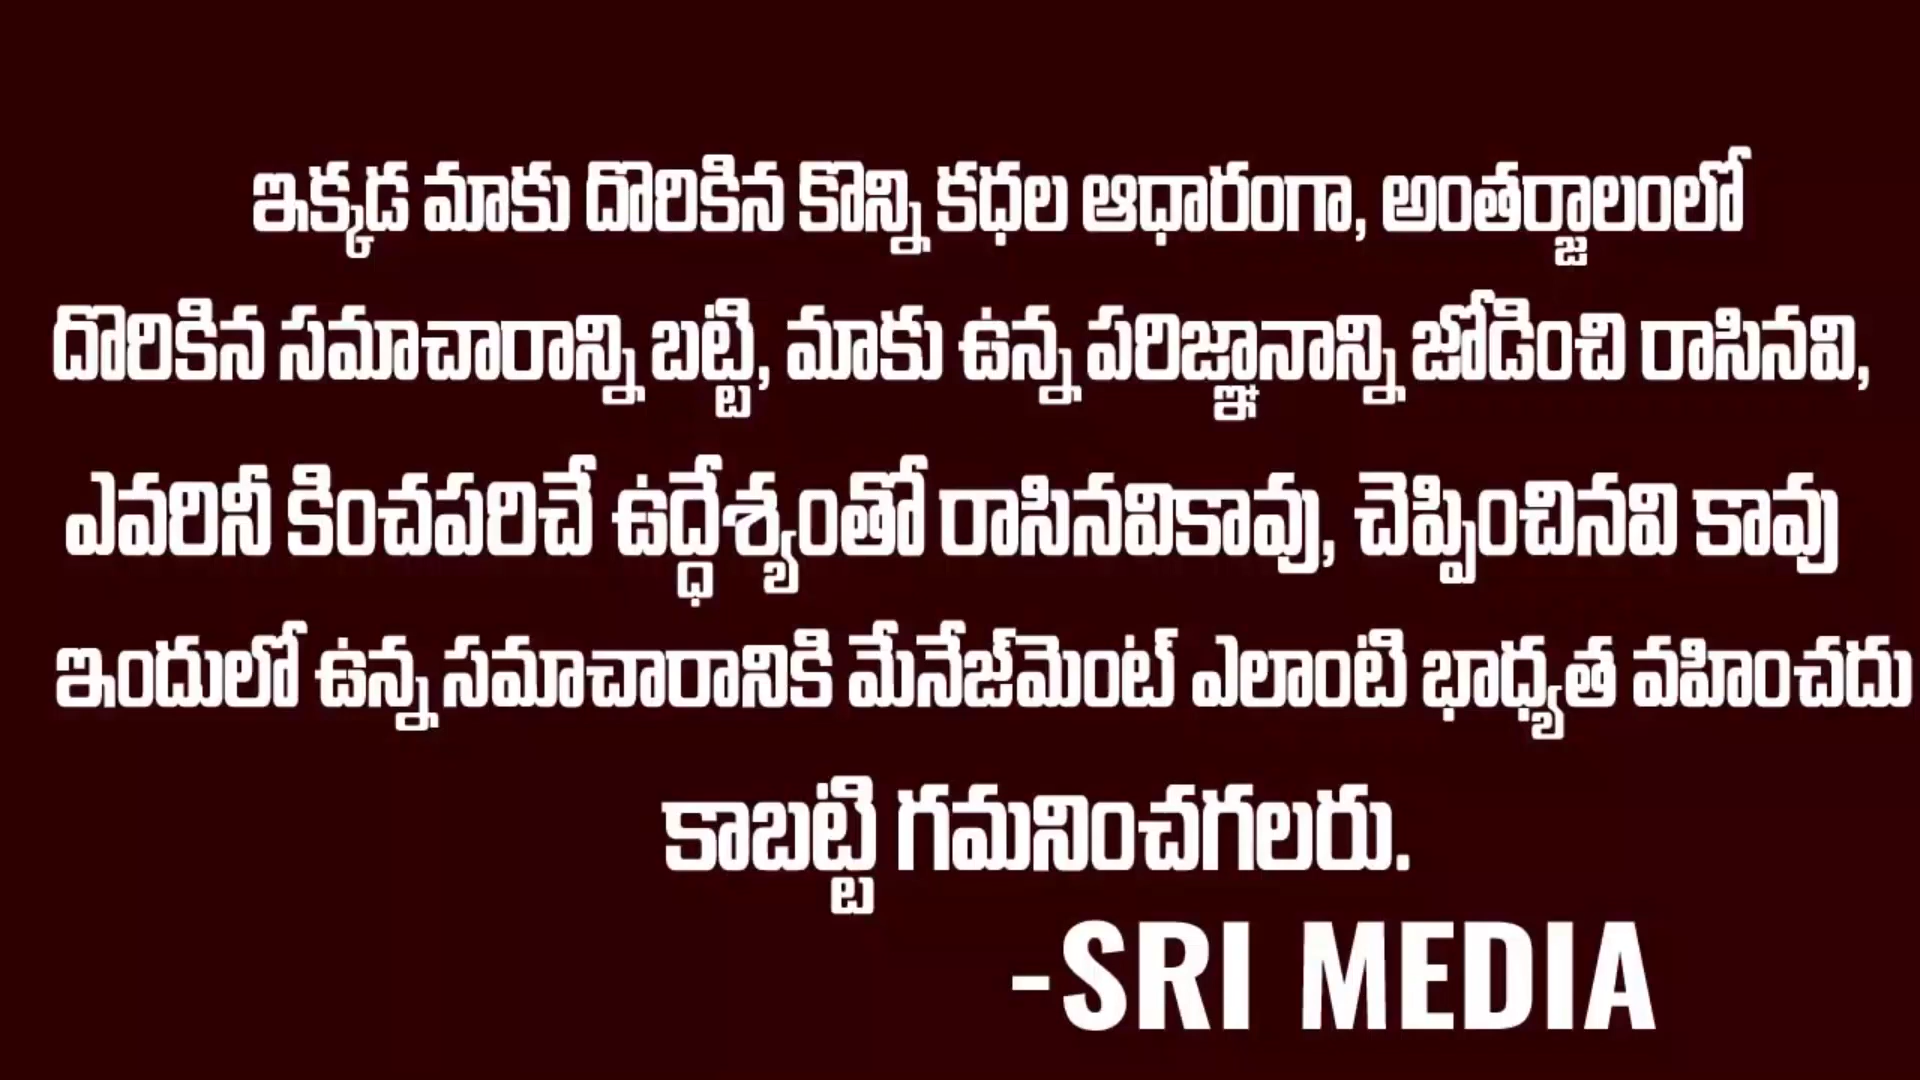 ఇక్కడ మాకు దొరికిన కొన్ని కధల ఆధారంగా, అంతర్జాలంలో
దొరికిన సమాచారాన్ని బట్టి, మాకు ఉన్న పరిజ్ఞానాన్ని జోడించి రాసినవి,
ఎవరినీ కించపరిచే ఉద్ధేశ్యంతో రాసినవికావు, చెప్పించినవి కావు
ఇందులో ఉన్న సమాచారానికి మేనేజ్‌మెంట్ ఎలాంటి భాధ్యత వహించదు
కాబట్టి గమనించగలరు.
-SRI MEDIA